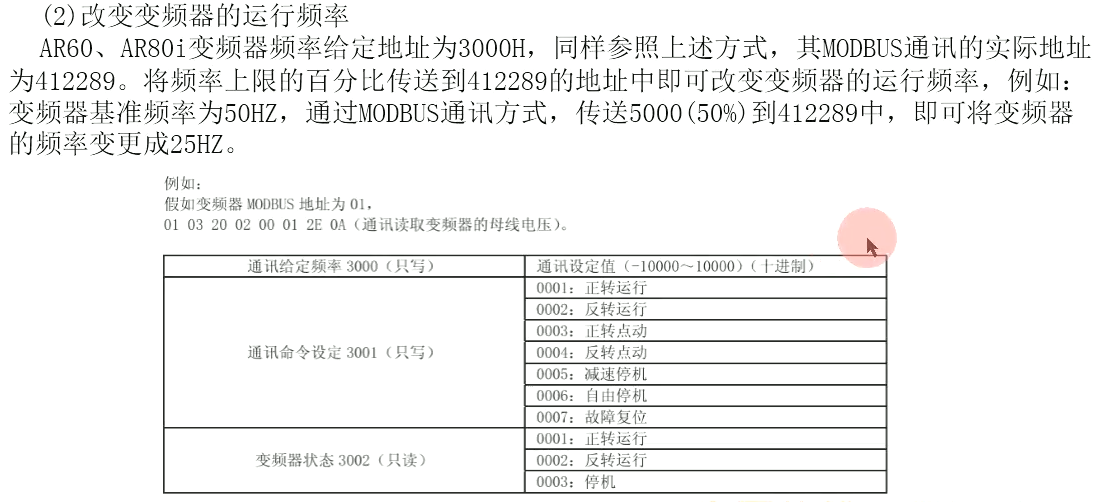 (2)改变变频器的运行频率
AR60、AR80i变频器频率给定地址为3000H，同样参照上述方式，其MODBUS通讯的实际地址
为412289。将频率上限的百分比传送到412289的地址中即可改变变频器的运行频率，例如：
变频器基准频率为50HZ，通过MODBUS通讯方式，传送5000(50%)到412289中，即可将变频器
的频率变更成25HZ。
例如：
假如变频器 MODBUS 地址为 01，
01 03 20 02 00 01 2E 0A（通讯读取变频器的母线电压）。
通讯给定频率 3000（只写）
通讯设定值（-10000～10000）（十进制）
通讯命令设定 3001（只写）
0001：正转运行
0002：反转运行
0003：正转点动
0004：反转点动
0005：减速停机
0006：自由停机
0007：故障复位
变频器状态 3002（只读）
0001：正转运行
0002：反转运行
0003：停机